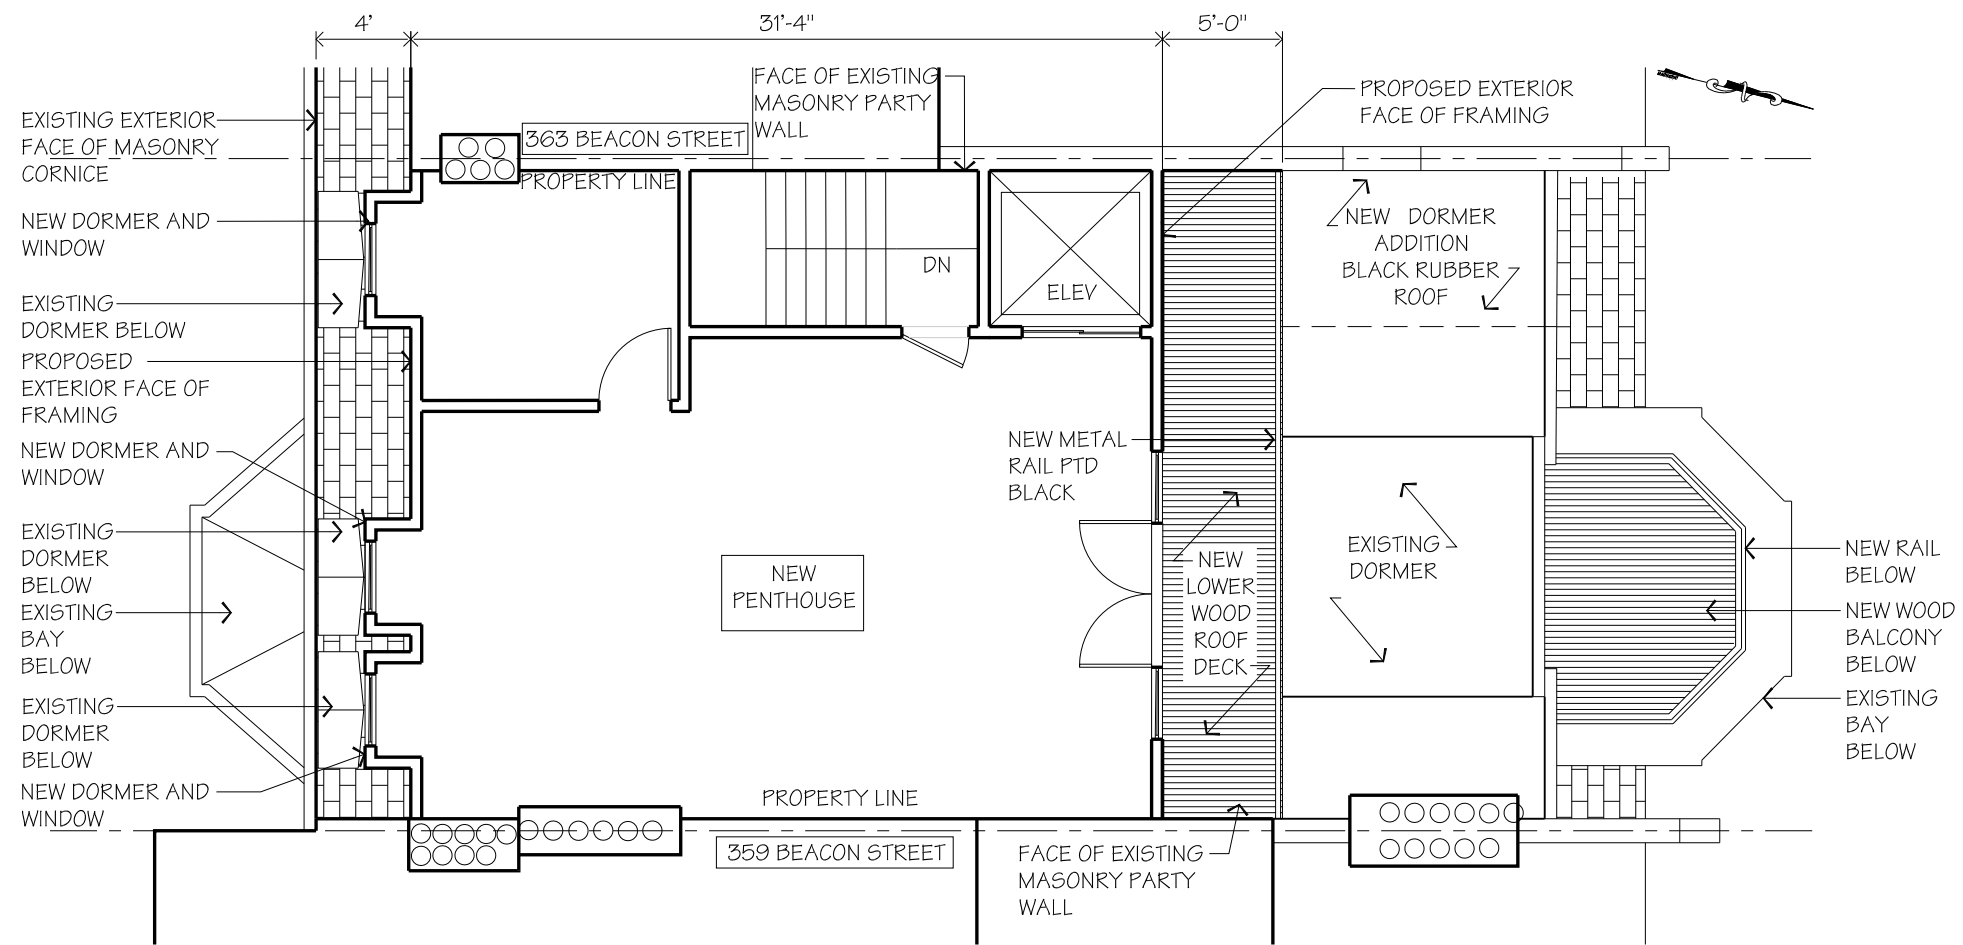 4'
31'-4"
5'-0"
FACE OF EXISTING
MASONRY PARTY
WALL
PROPOSED EXTERIOR
FACE OF FRAMING
EXISTING EXTERIOR
FACE OF MASONRY
CORNICE
363 BEACON STREET
PROPERTY LINE
NEW DORMER AND
WINDOW
NEW DORMER
ADDITION
BLACK RUBBER
ROOF
DN
ELEV
EXISTING
DORMER BELOW
PROPOSED
EXTERIOR FACE OF
FRAMING
NEW DORMER AND
WINDOW
NEW METAL
RAIL PTD
BLACK
EXISTING
DORMER
BELOW
EXISTING
BAY
BELOW
NEW
PENTHOUSE
NEW
LOWER
WOOD
ROOF
DECK
EXISTING
DORMER
NEW RAIL
BELOW
NEW WOOD
BALCONY
BELOW
EXISTING
BAY
BELOW
EXISTING
DORMER
BELOW
NEW DORMER AND
WINDOW
PROPERTY LINE
359 BEACON STREET
FACE OF EXISTING
MASONRY PARTY
WALL